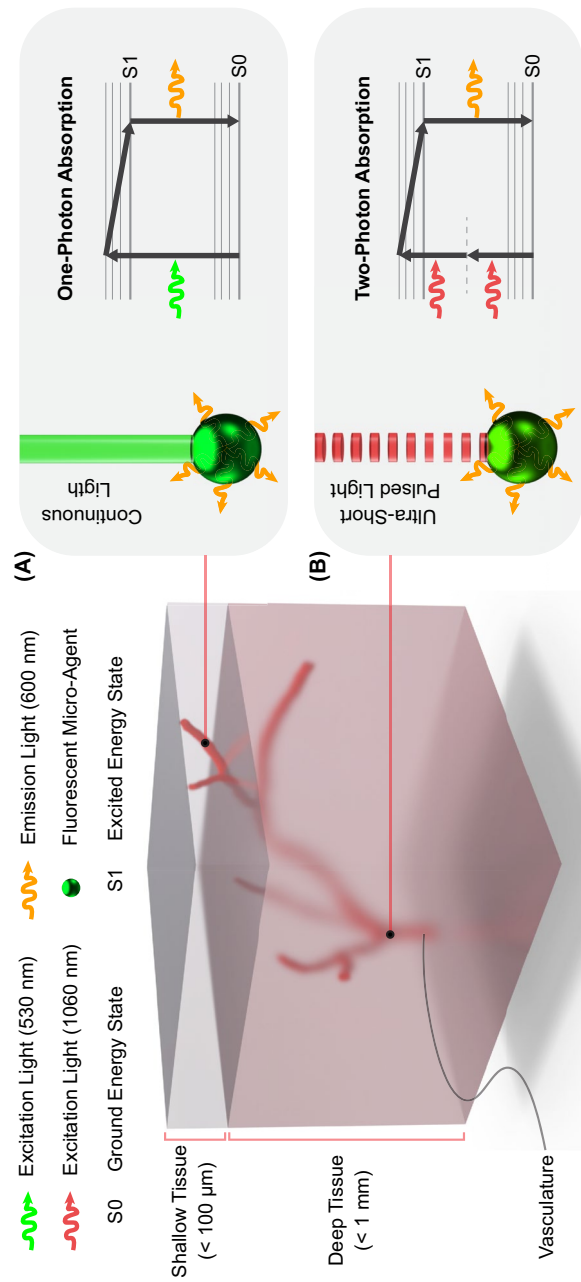 Excitation Light (530 nm)
Emission Light (600 nm)
Excitation Light (1060 nm)
Fluorescent Micro-Agent
S0 Ground Energy State
S1 Excited Energy State
Shallow Tissue
(< 100 µm)
Deep Tissue
(< 1 mm)
Vasculature
(A)
Continuous
Ligth
One-Photon Absorption
S1
S0
(B)
Ultra-Short
Pulsed Light
Two-Photon Absorption
S1
S0